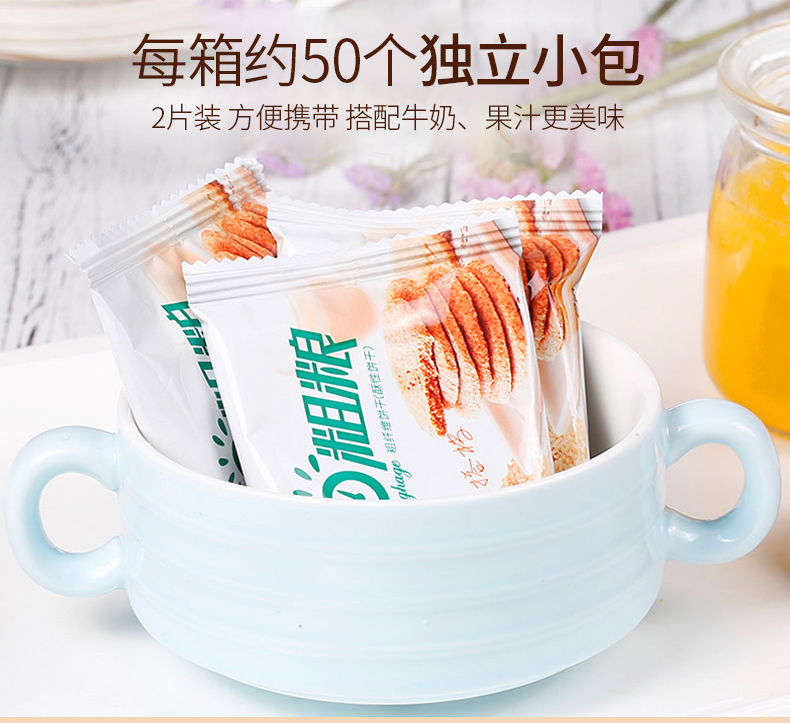 每箱约50个独立小包
2片装 方便携带 搭配牛奶、果汁更美味
粗粮
粗纤维饼干(酥性饼干)
ghage